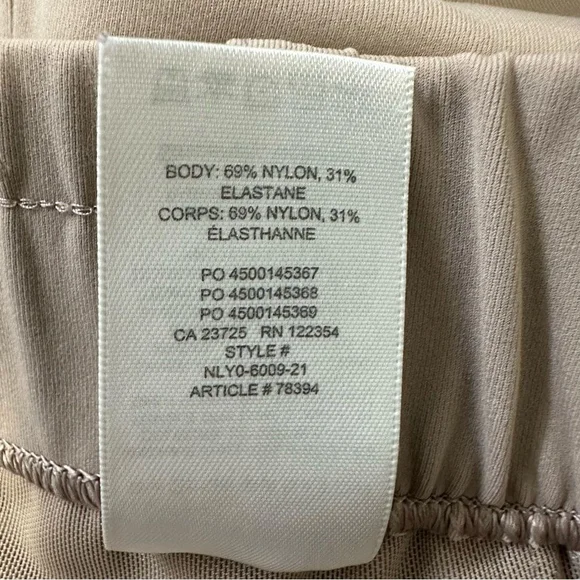 BODY: 69% NYLON, 31%
ELASTANE
CORPS: 69% NYLON, 31%
ÉLASTHANNE
PO 4500145367
PO 4500145368
PO 4500145369
CA 23725 RN 122354
STYLE #
NLY0-6009-21
ARTICLE # 78394